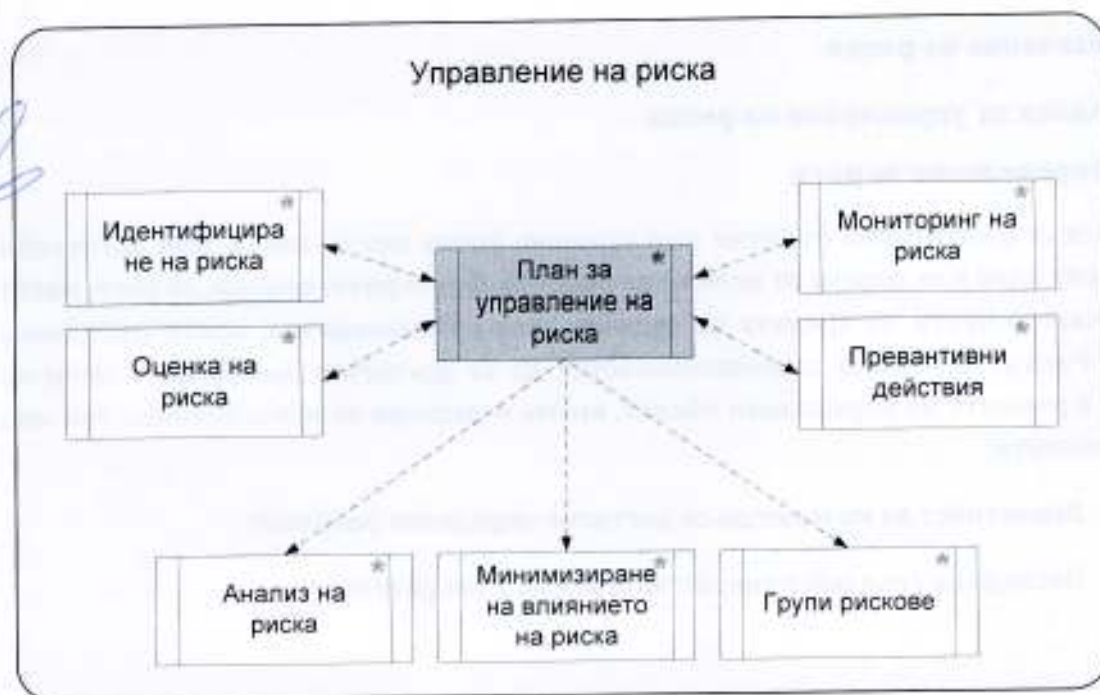 Управление на риска
Идентифицира
не на риска
Мониторинг на
риска
План за
управление на
риска
Оценка на
риска
Превантивни
действия
Анализ на
риска
Минимизиране
на влиянието
на риска
Групи рискове